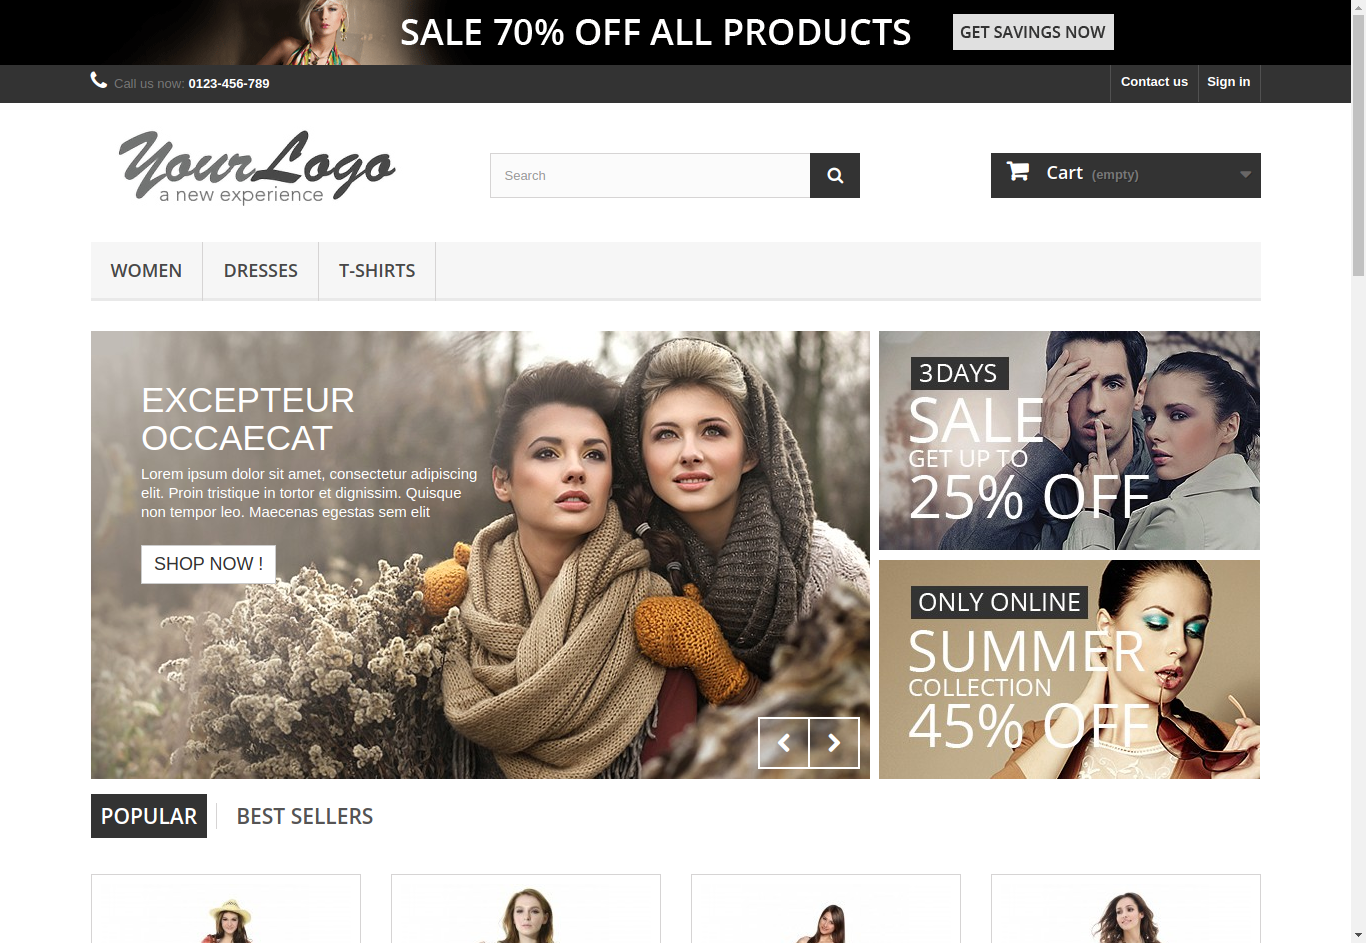 SALE 70% OFF ALL PRODUCTS GET SAVINGS NOW
Call us now: 0123-456-789 Contact us Sign in
YourLogo
a new experience
Search
Cart (empty)
WOMEN DRESSES T-SHIRTS
EXCEPTEUR
OCCAECAT
Lorem ipsum dolor sit amet, consectetur adipiscing
elit. Proin tristique in tortor et dignissim. Quisque
non tempor leo. Maecenas egestas sem elit
SHOP NOW !
3 DAYS
SALE
GET UP TO
25% OFF
ONLY ONLINE
SUMMER
COLLECTION
45% OFF
POPULAR BEST SELLERS